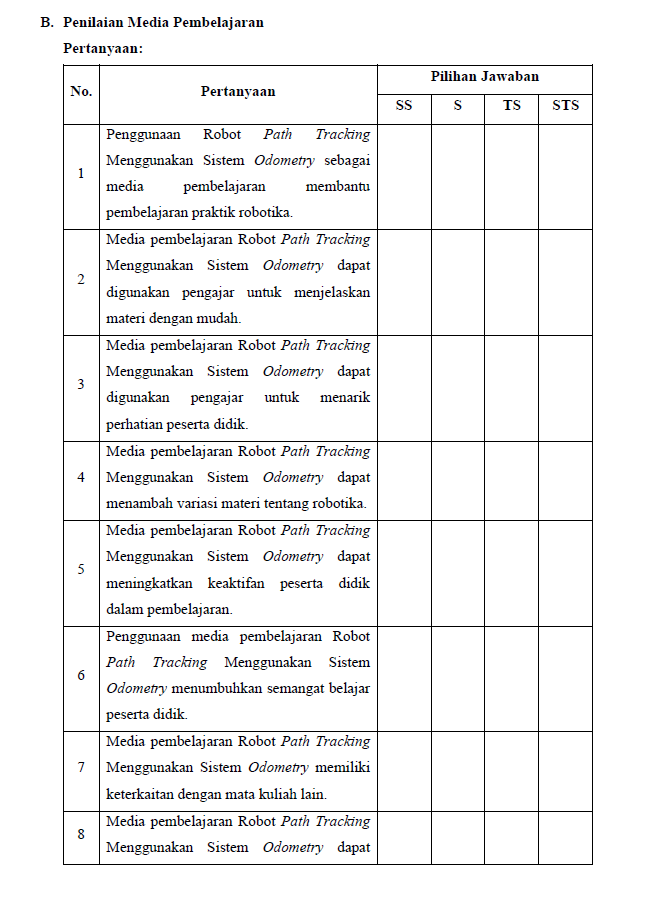 B. Penilaian Media Pembelajaran
Pertanyaan:
No. Pertanyaan Pilihan Jawaban
SS S TS STS
1
Penggunaan Robot Path Tracking
Menggunakan Sistem Odometry sebagai
media pembelajaran membantu
pembelajaran praktik robotika.
2
Media pembelajaran Robot Path Tracking
Menggunakan Sistem Odometry dapat
digunakan pengajar untuk menjelaskan
materi dengan mudah.
3
Media pembelajaran Robot Path Tracking
Menggunakan Sistem Odometry dapat
digunakan pengajar untuk menarik
perhatian peserta didik.
4
Media pembelajaran Robot Path Tracking
Menggunakan Sistem Odometry dapat
menambah variasi materi tentang robotika.
5
Media pembelajaran Robot Path Tracking
Menggunakan Sistem Odometry dapat
meningkatkan keaktifan peserta didik
dalam pembelajaran.
6
Penggunaan media pembelajaran Robot
Path Tracking Menggunakan Sistem
Odometry menumbuhkan semangat belajar
peserta didik.
7
Media pembelajaran Robot Path Tracking
Menggunakan Sistem Odometry memiliki
keterkaitan dengan mata kuliah lain.
8
Media pembelajaran Robot Path Tracking
Menggunakan Sistem Odometry dapat